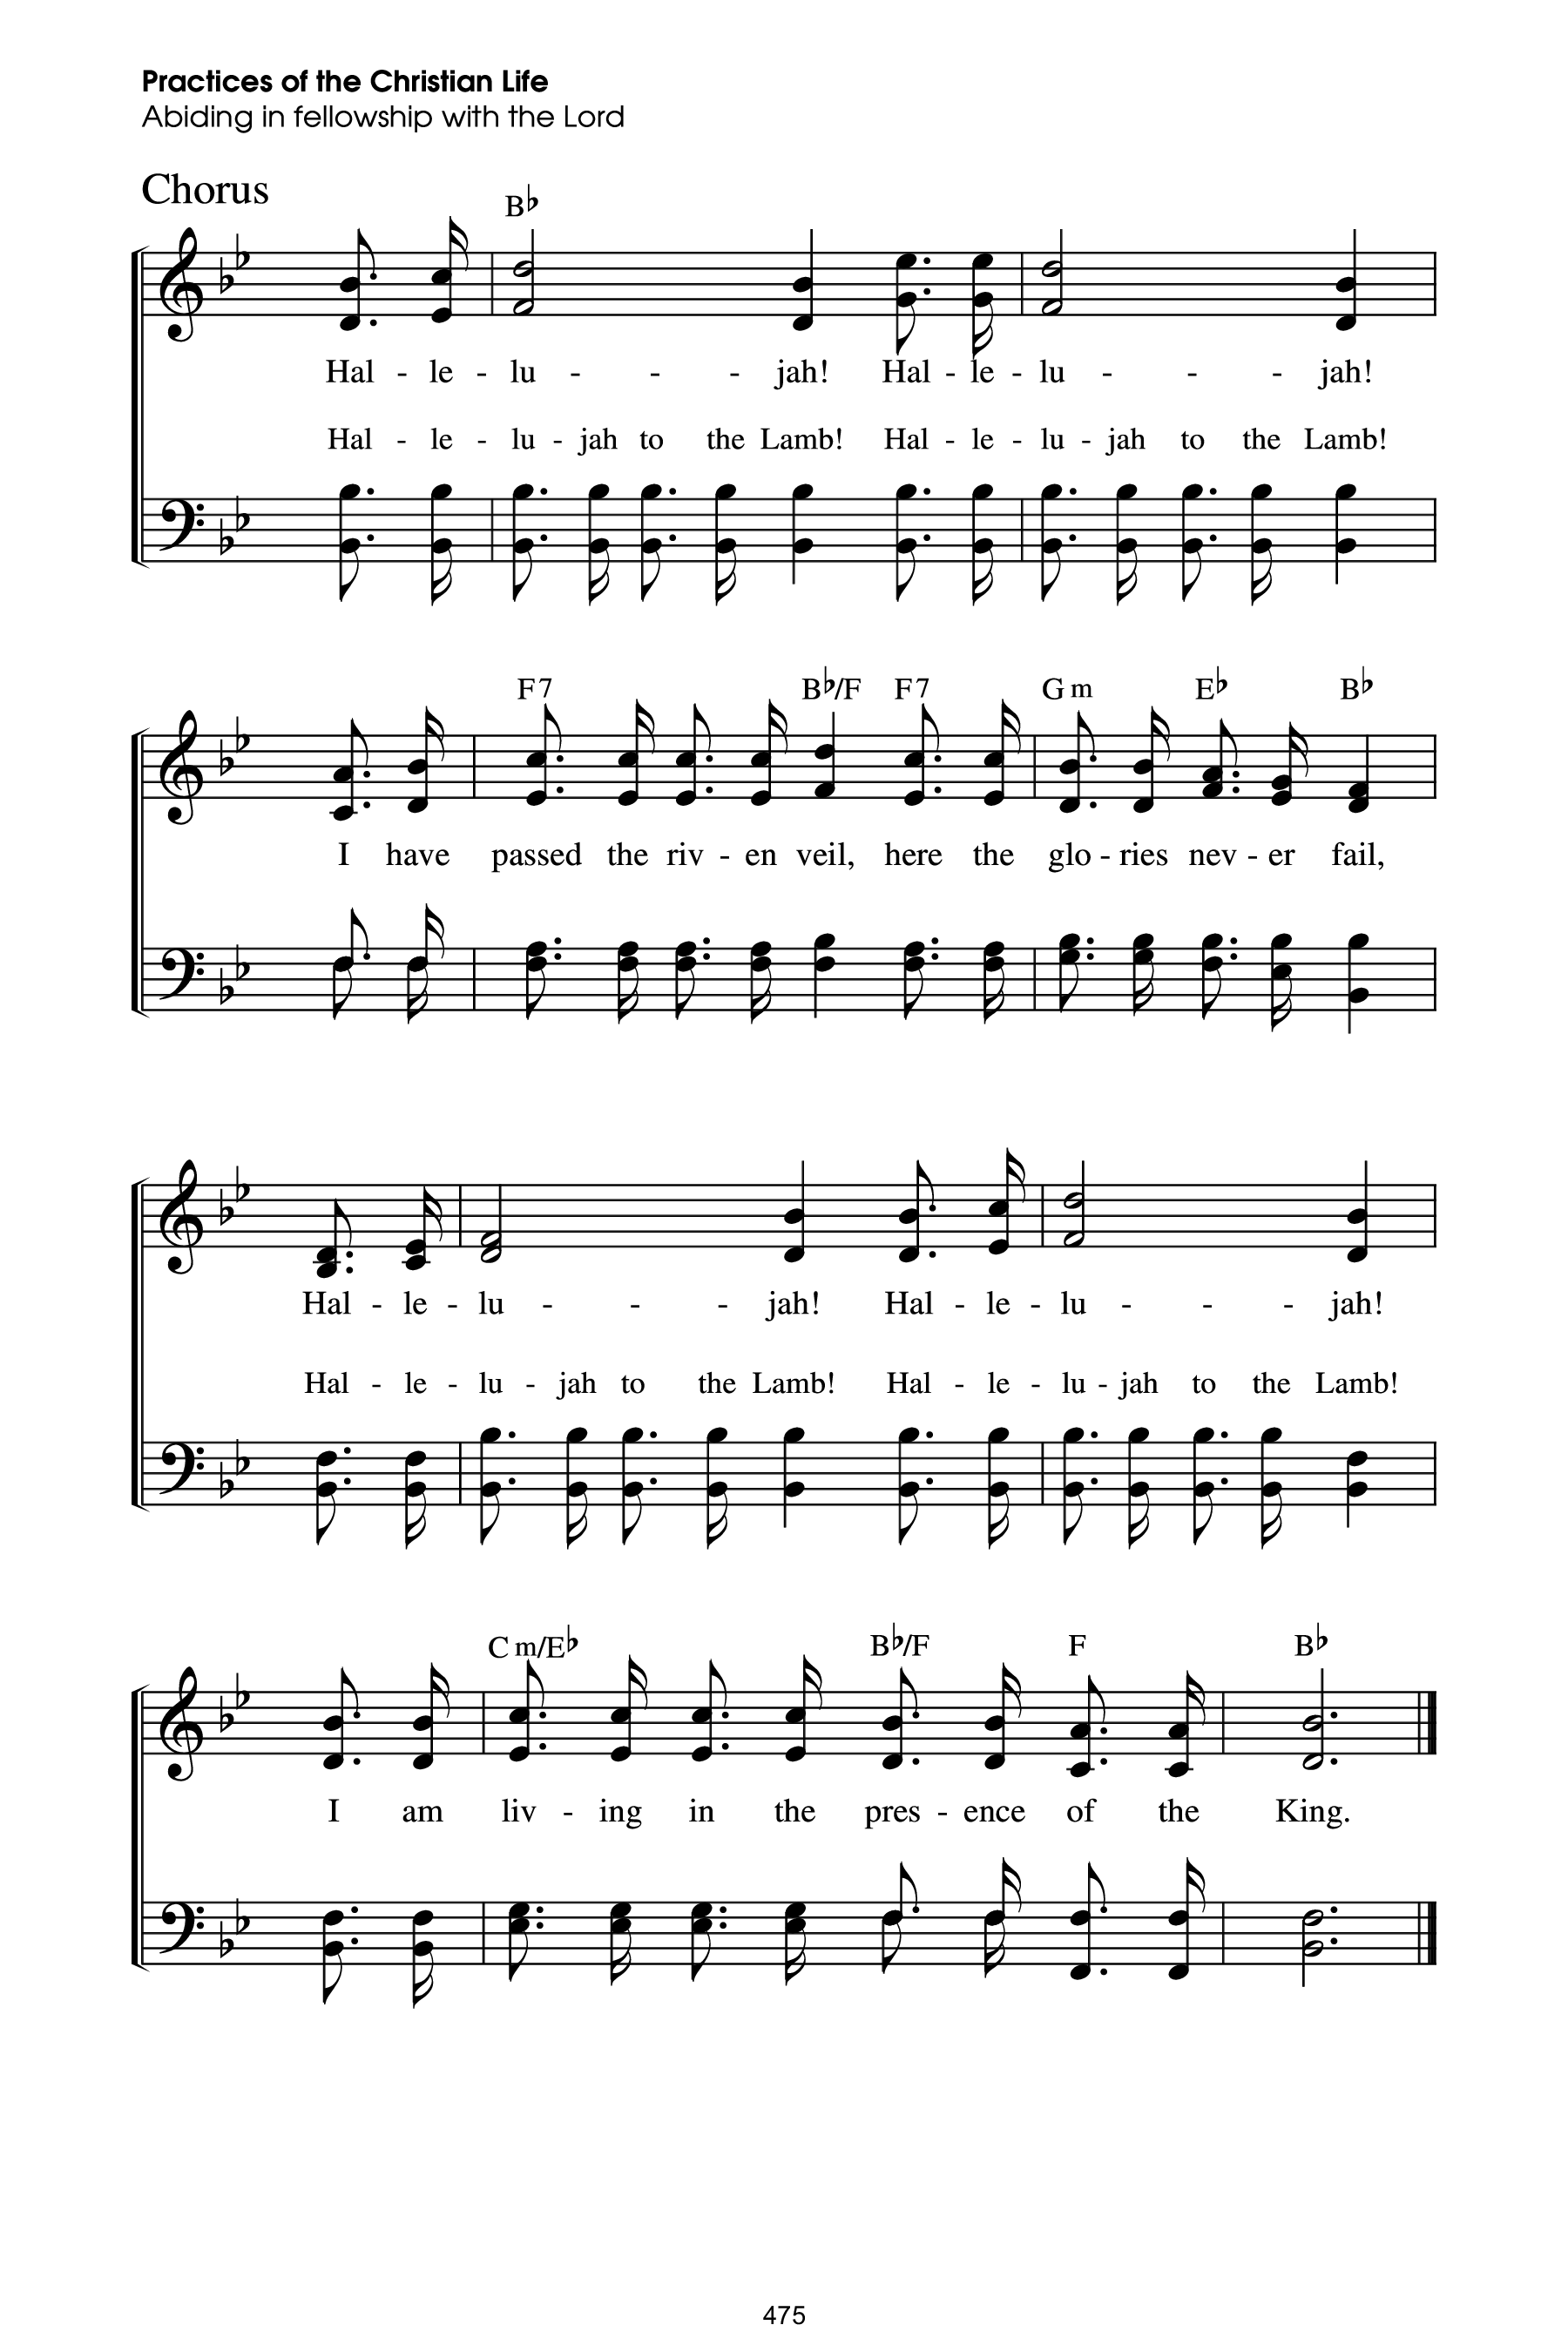 Practices of the Christian Life
Abiding in fellowship with the Lord
Chorus
B♭
Hal - le - lu - - - jah! Hal - le - lu - - - jah!
Hal - le - lu - jah to the Lamb! Hal - le - lu - jah to the Lamb!
F7 B♭/F F7 Gm E♭ B♭
I have passed the riv - en veil, here the glo - ries nev - er fail,
Hal - le - lu - - - jah! Hal - le - lu - - - jah!
Hal - le - lu - jah to the Lamb! Hal - le - lu - jah to the Lamb!
Cm/E♭ B♭/F F B♭
I am liv - ing in the pres - ence of the King.
475